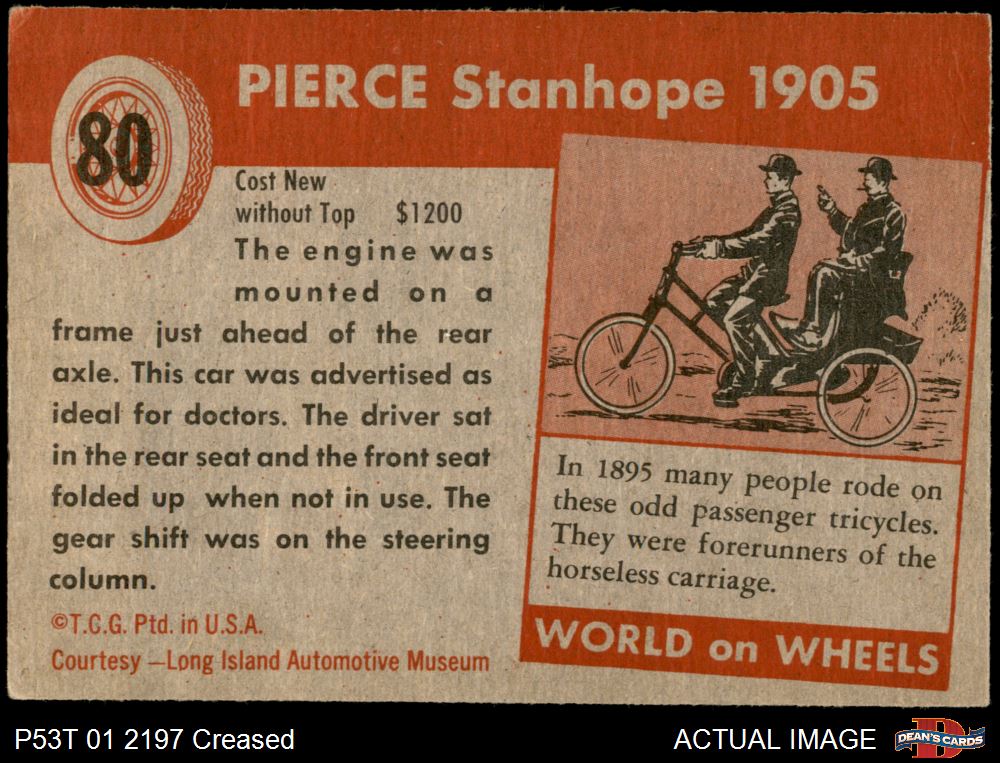 80
PIERCE Stanhope 1905
Cost New
without Top $1200
The engine was
mounted on a
frame just ahead of the rear
axle. This car was advertised as
ideal for doctors. The driver sat
in the rear seat and the front seat
folded up when not in use. The
gear shift was on the steering
column.
©T.C.G. Ptd. in U.S.A.
Courtesy —Long Island Automotive Museum
In 1895 many people rode on
these odd passenger tricycles.
They were forerunners of the
horseless carriage.
WORLD on WHEELS
P53T 01 2197 Creased
ACTUAL IMAGE
DEAN'S CARDS